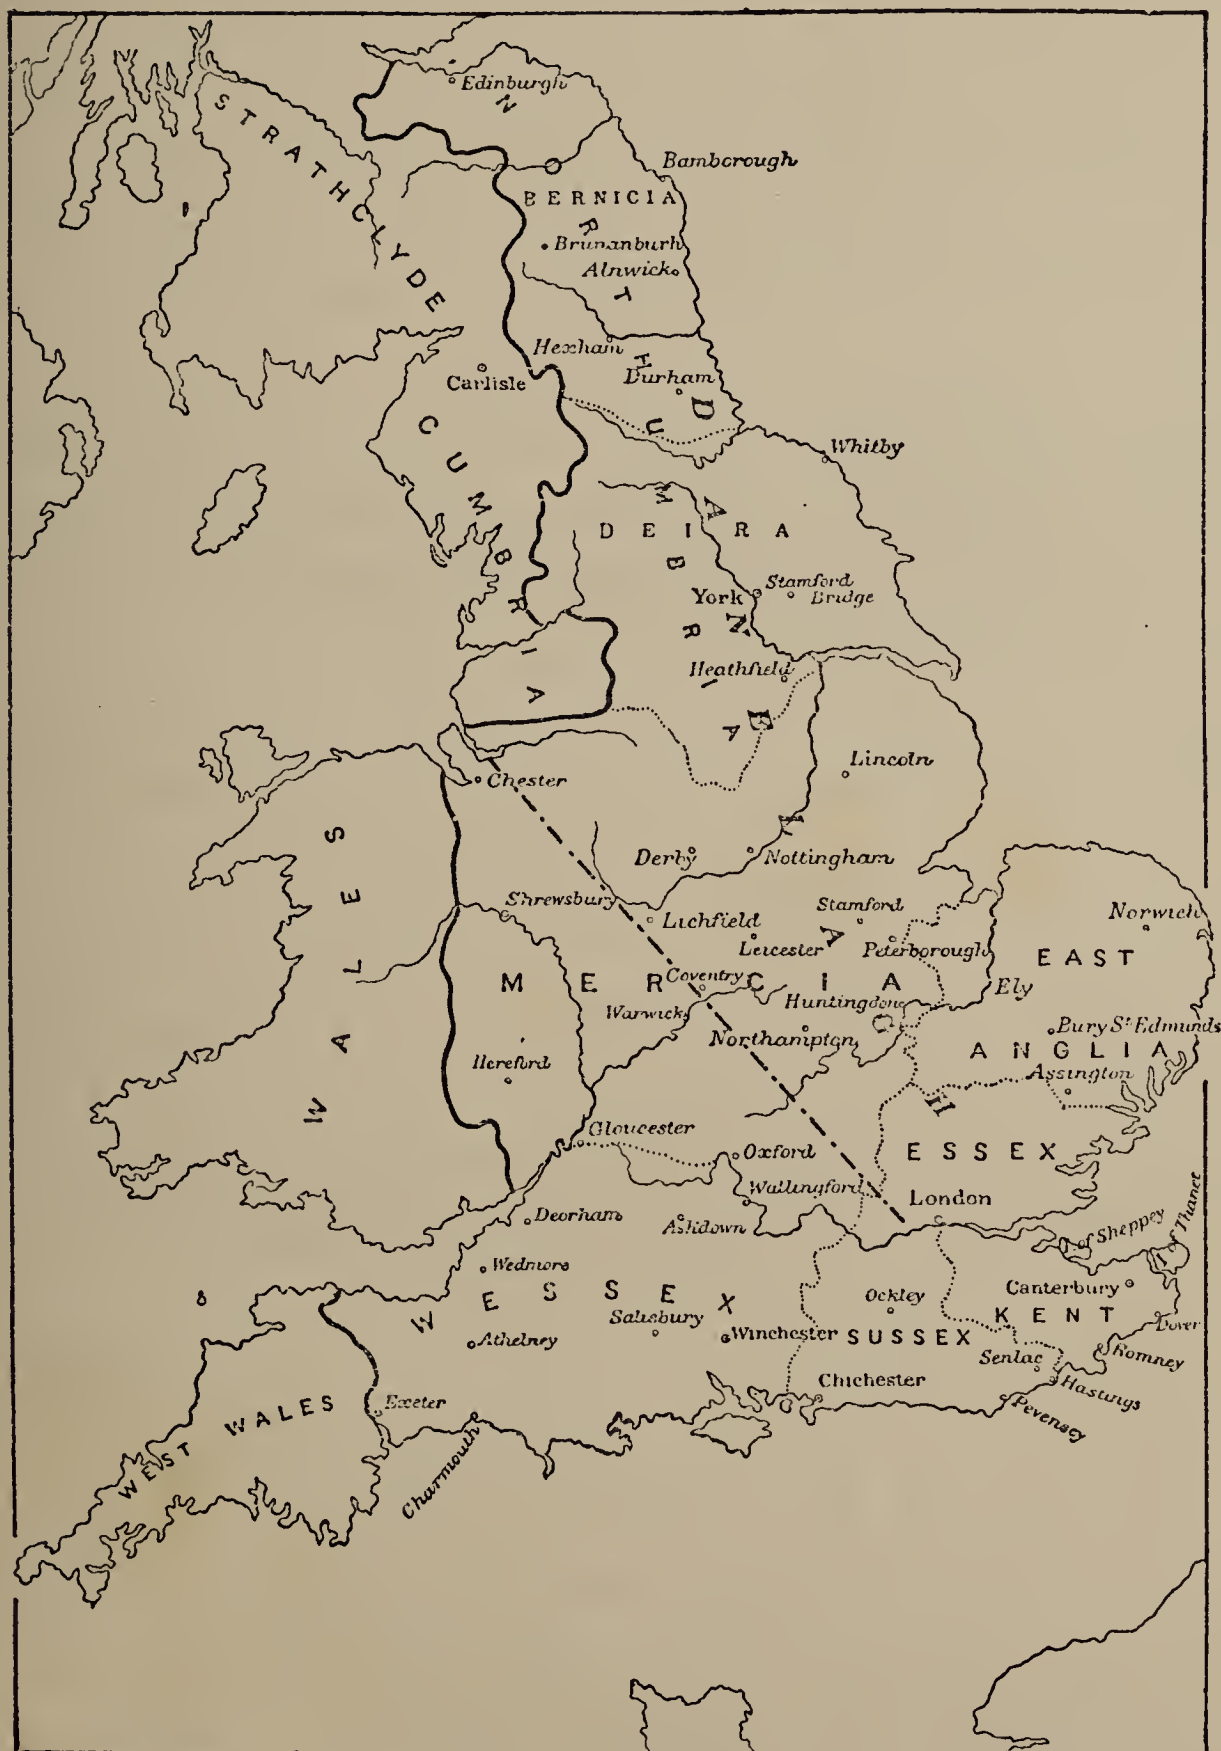 Edinburgh
STRATHCLYDE
NORTHUMBRIA
Bamborough
BERNICIA
Brunanburh
Alnwick
Hexham
Carlisle
Durham
CUMBRIA
DANELAGH
Whitby
DEIRA
York
Stamford
Bridge
Heathfield
Lincoln
Chester
WALES
Derby
Nottingham
Shrewsbury
Lichfield
Stamford
Norwich
Leicester
Peterborough
EAST
MERCIA
Coventry
Ely
Huntingdon
Warwick
Bury St. Edmunds
Northampton
ANGLIA
Hereford
Assington
Gloucester
Oxford
ESSEX
Wallingford
London
Deorham
Ashdown
I. of Sheppey
I. of Thanet
Wedmore
Canterbury
WESSEX
Ockley
KENT
Salisbury
Dover
Athelney
Winchester
SUSSEX
Senlac
Romney
Chichester
Hastings
Pevensey
Exeter
WEST WALES
Charmouth